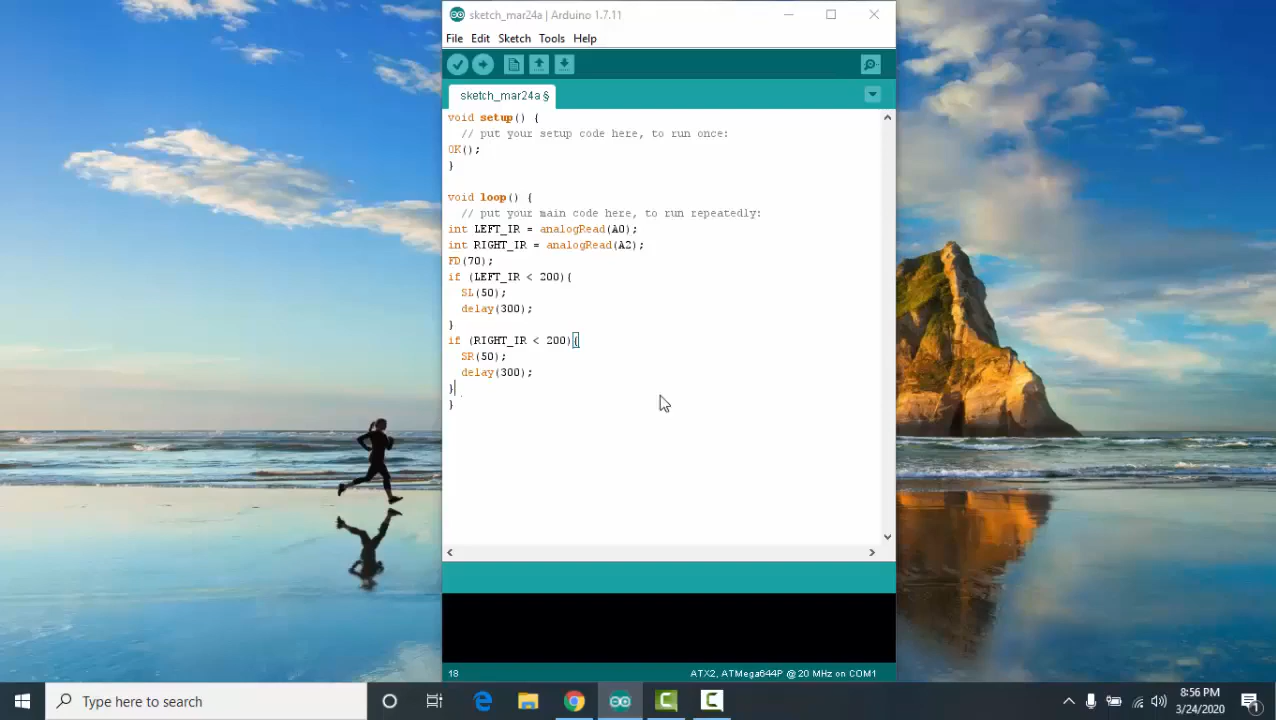 sketch_mar24a | Arduino 1.7.11
File Edit Sketch Tools Help
sketch_mar24a §
void setup() {
// put your setup code here, to run once:
OK();
}
void loop() {
// put your main code here, to run repeatedly:
int LEFT_IR = analogRead(A0);
int RIGHT_IR = analogRead(A2);
FD(70);
if (LEFT_IR < 200){
SL(50);
delay(300);
}
if (RIGHT_IR < 200){
SR(50);
delay(300);
}
}
18 ATX2, ATMega644P @ 20 MHz on COM1
Type here to search
8:56 PM
3/24/2020
1